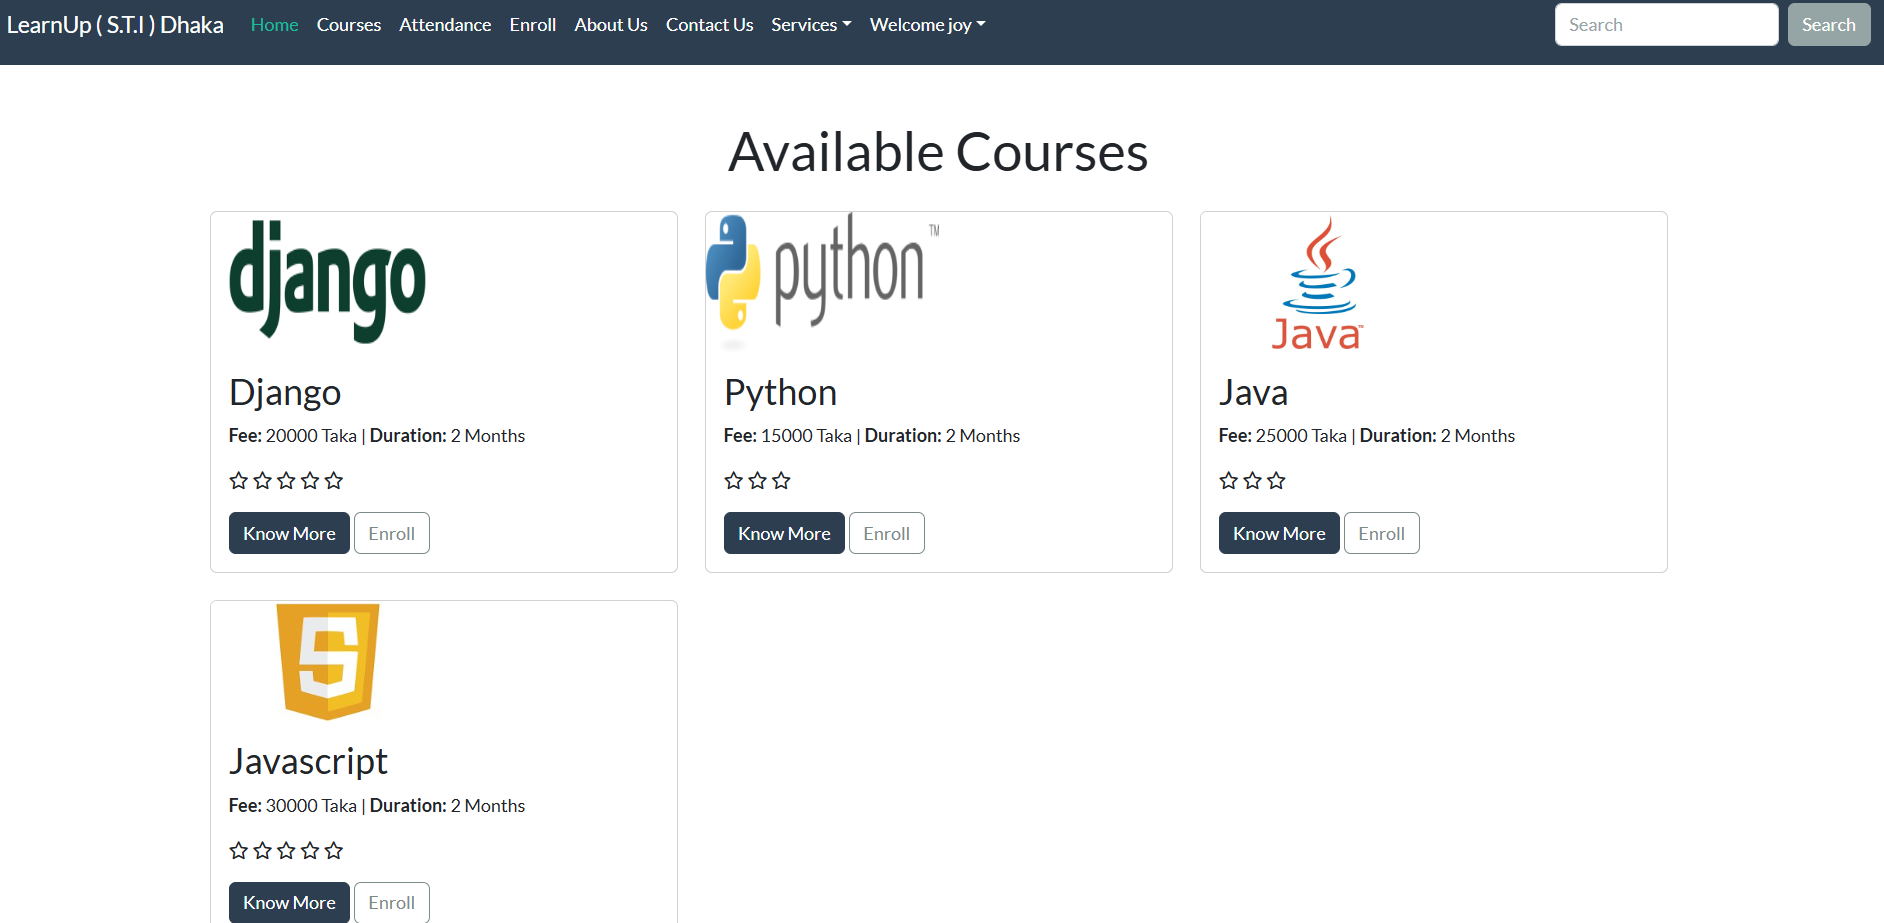 LearnUp ( S.T.I ) Dhaka Home Courses Attendance Enroll About Us Contact Us Services Welcome joy Search Search
Available Courses
django
python™
Java™
Django
Fee: 20000 Taka | Duration: 2 Months
Know More Enroll
Python
Fee: 15000 Taka | Duration: 2 Months
Know More Enroll
Java
Fee: 25000 Taka | Duration: 2 Months
Know More Enroll
5
Javascript
Fee: 30000 Taka | Duration: 2 Months
Know More Enroll